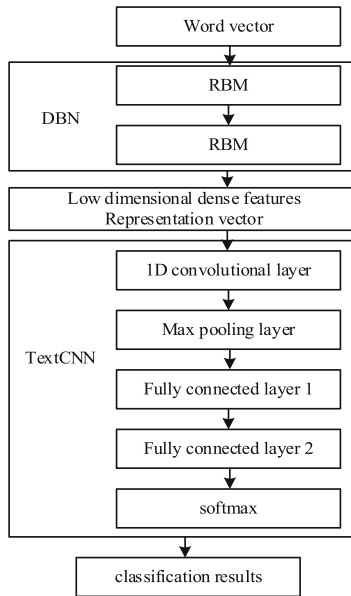 Word vector
RBM
DBN
RBM
Low dimensional dense features
Representation vector
1D convolutional layer
Max pooling layer
TextCNN
Fully connected layer 1
Fully connected layer 2
softmax
classification results